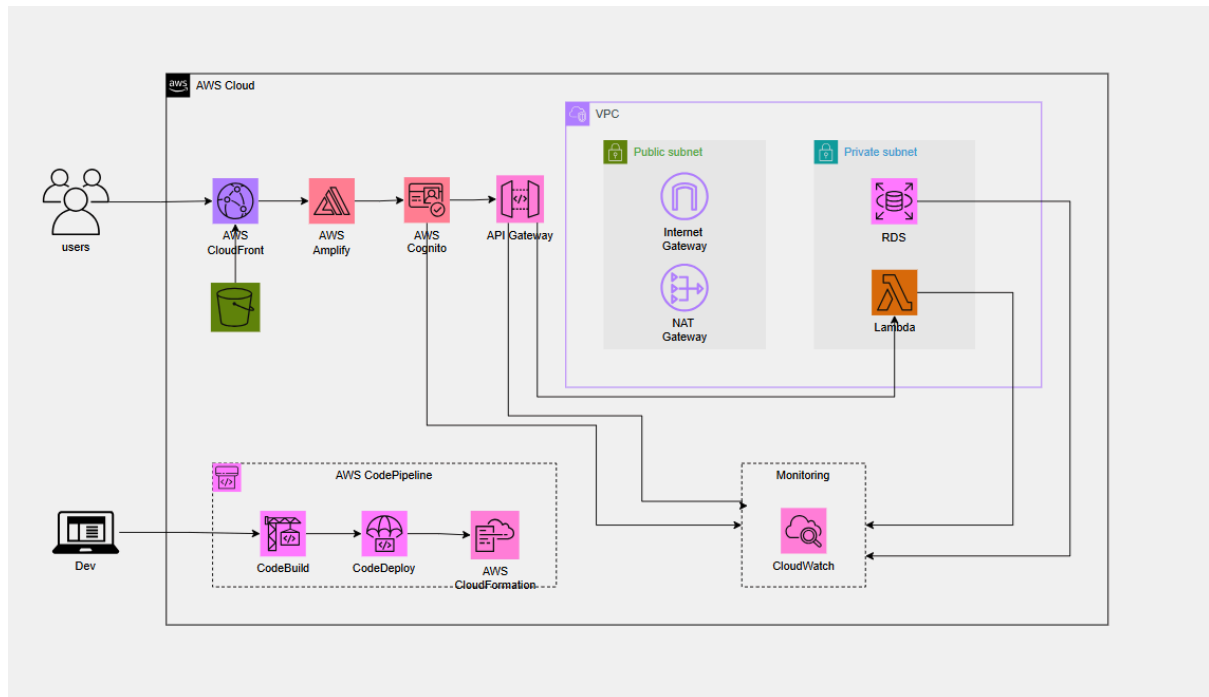 aws
AWS Cloud
VPC
Public subnet
Private subnet
users
AWS
CloudFront
AWS
Amplify
AWS
Cognito
API Gateway
Internet
Gateway
RDS
NAT
Gateway
Lambda
AWS CodePipeline
Monitoring
Dev
CodeBuild
CodeDeploy
AWS
CloudFormation
CloudWatch